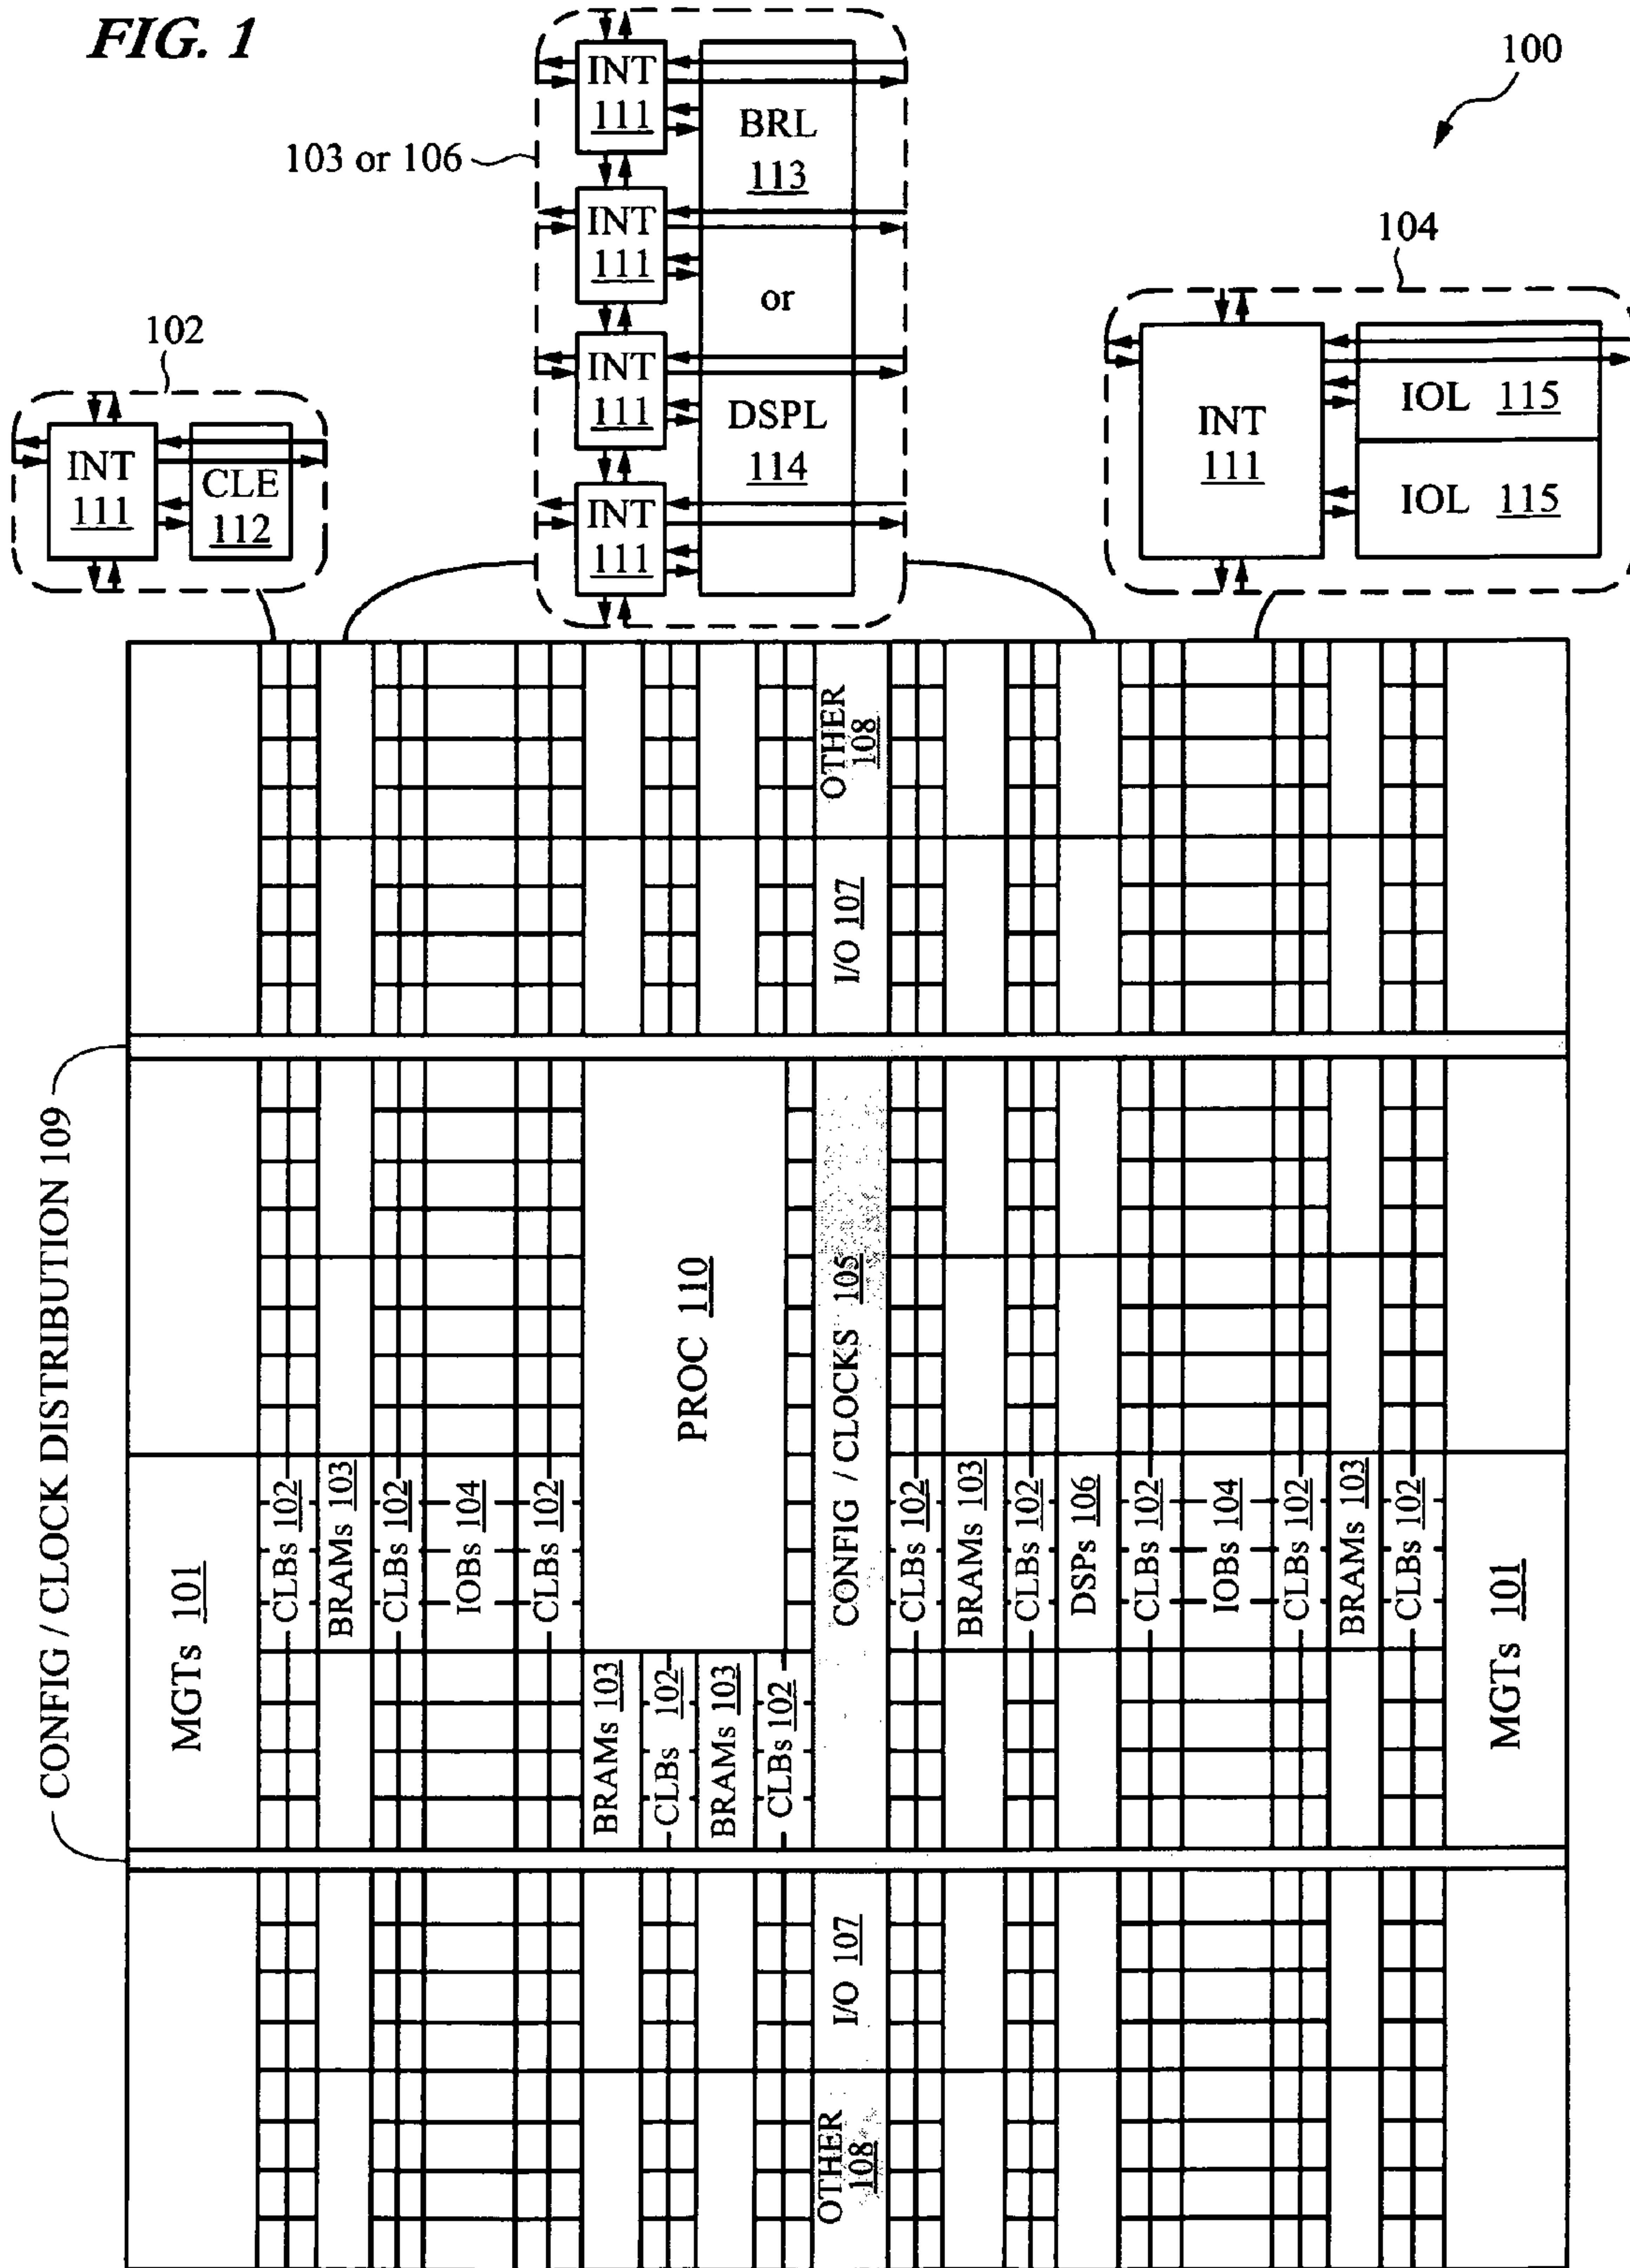 FIG. 1
100
103 or 106
INT
111
INT
111
INT
111
INT
111
BRL
113
or
DSPL
114
102
INT
111
CLE
112
104
INT
111
IOL 115
IOL 115
OTHER
108
I/O 107
CONFIG / CLOCK DISTRIBUTION 109
PROC 110
CONFIG / CLOCKS 105
MGTs 101
CLBs 102
BRAMs 103
CLBs 102
IOBs 104
CLBs 102
BRAMs 103
CLBs 102
BRAMs 103
CLBs 102
CLBs 102
BRAMs 103
CLBs 102
DSPs 106
CLBs 102
IOBs 104
CLBs 102
BRAMs 103
CLBs 102
MGTs 101
I/O 107
OTHER
108